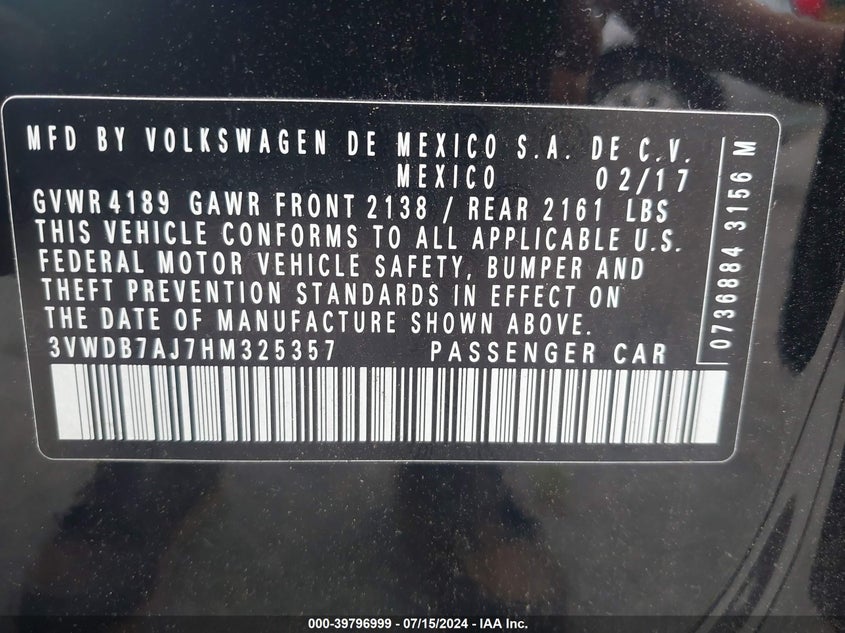 MFD BY VOLKSWAGEN DE MEXICO S.A. DE C.V.
MEXICO 02/17
GVWR 4189 GAWR FRONT 2138 / REAR 2161 LBS
THIS VEHICLE CONFORMS TO ALL APPLICABLE U.S.
FEDERAL MOTOR VEHICLE SAFETY, BUMPER AND
THEFT PREVENTION STANDARDS IN EFFECT ON
THE DATE OF MANUFACTURE SHOWN ABOVE.
3VWDB7AJ7HM325357 PASSENGER CAR
0736884 3156 M
000-39796999 / 07/15/2024 - IAA Inc.